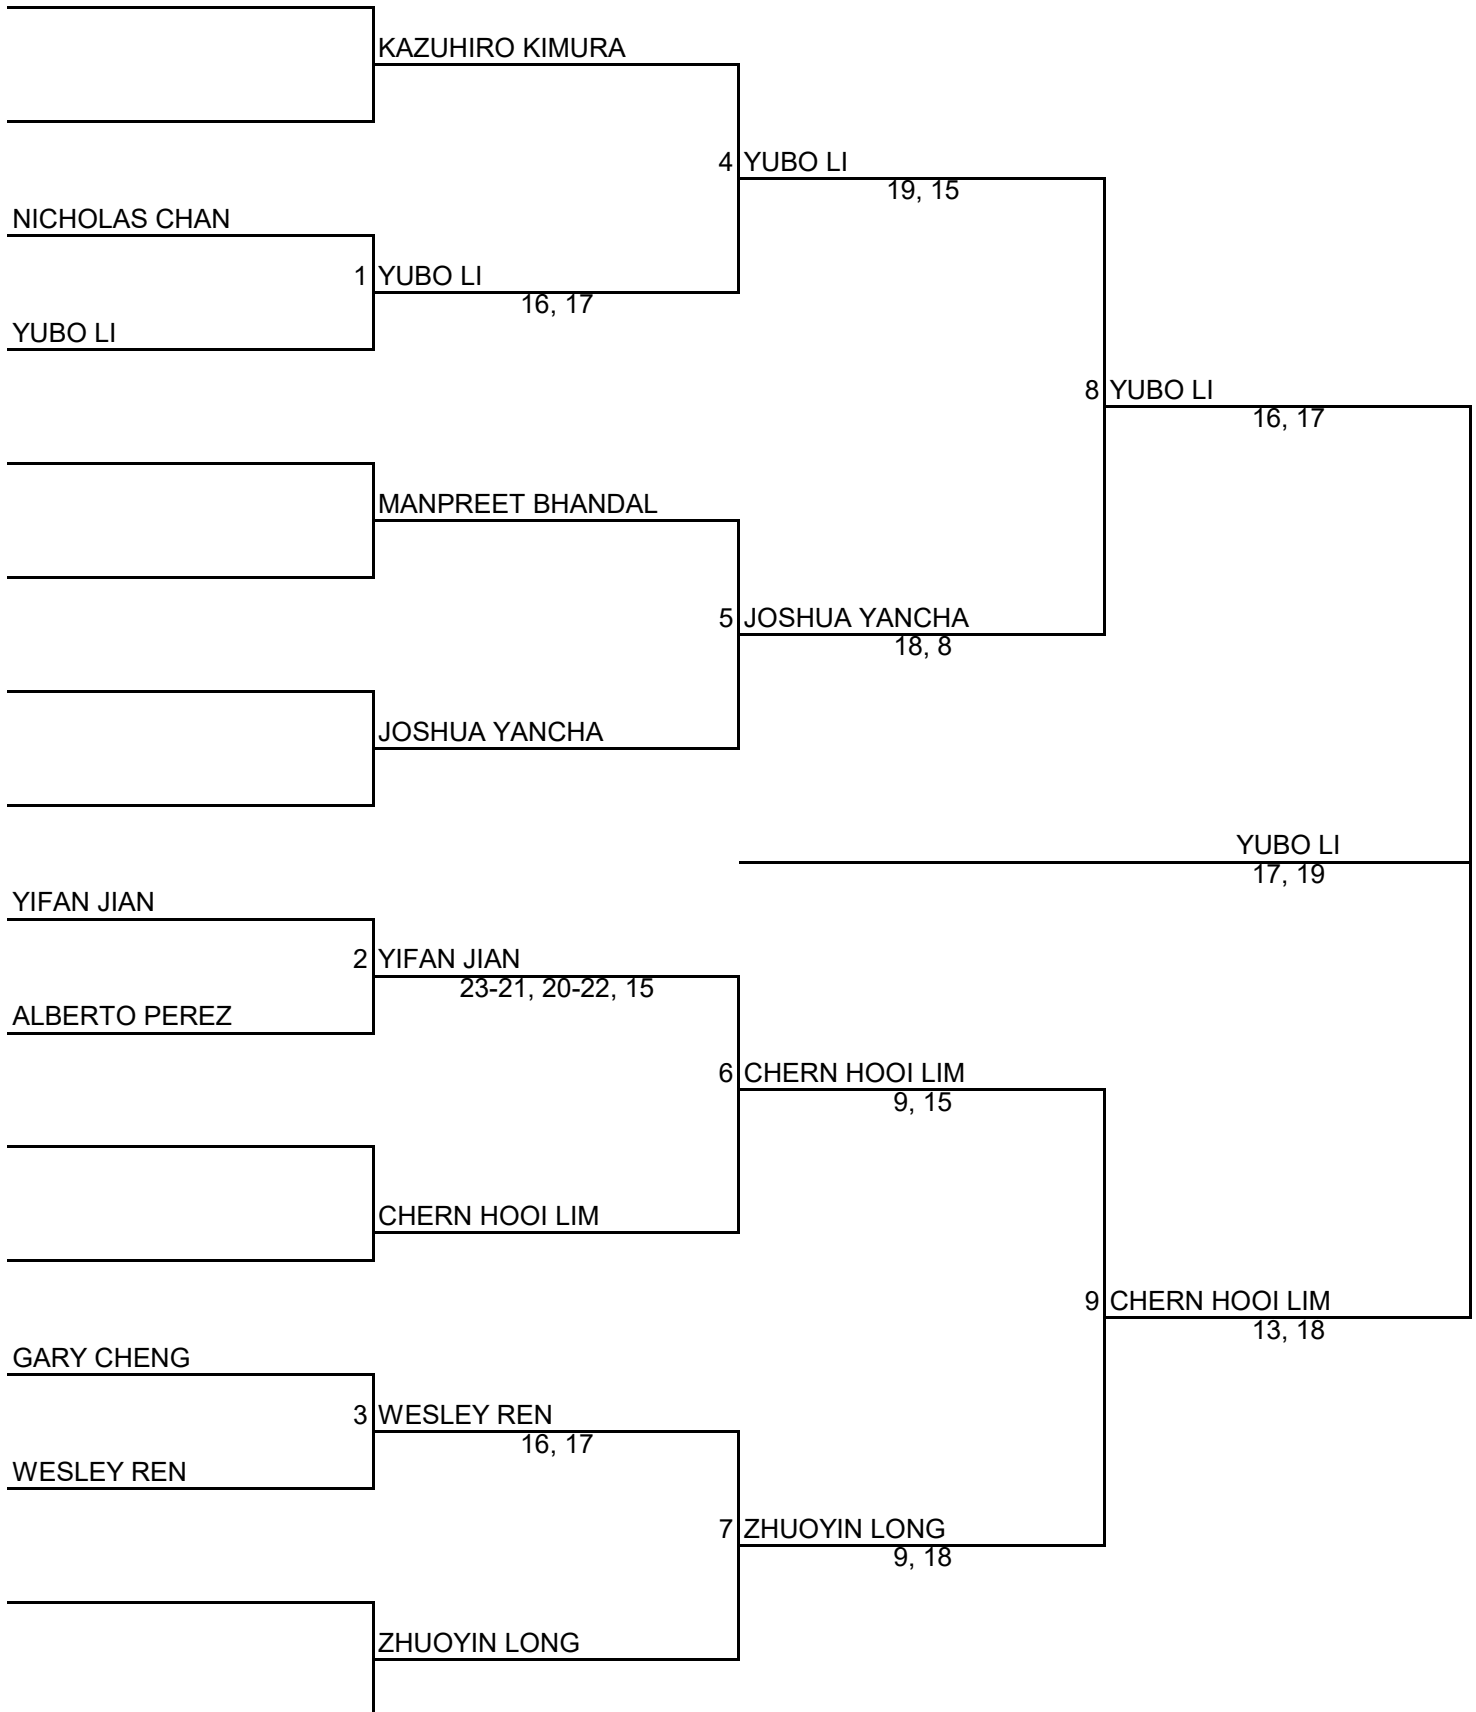 KAZUHIRO KIMURA
4 YUBO LI
19, 15
NICHOLAS CHAN
1 YUBO LI
16, 17
YUBO LI
8 YUBO LI
16, 17
MANPREET BHANDAL
5 JOSHUA YANCHA
18, 8
JOSHUA YANCHA
YUBO LI
17, 19
YIFAN JIAN
2 YIFAN JIAN
23-21, 20-22, 15
ALBERTO PEREZ
6 CHERN HOOI LIM
9, 15
CHERN HOOI LIM
9 CHERN HOOI LIM
13, 18
GARY CHENG
3 WESLEY REN
16, 17
WESLEY REN
7 ZHUOYIN LONG
9, 18
ZHUOYIN LONG